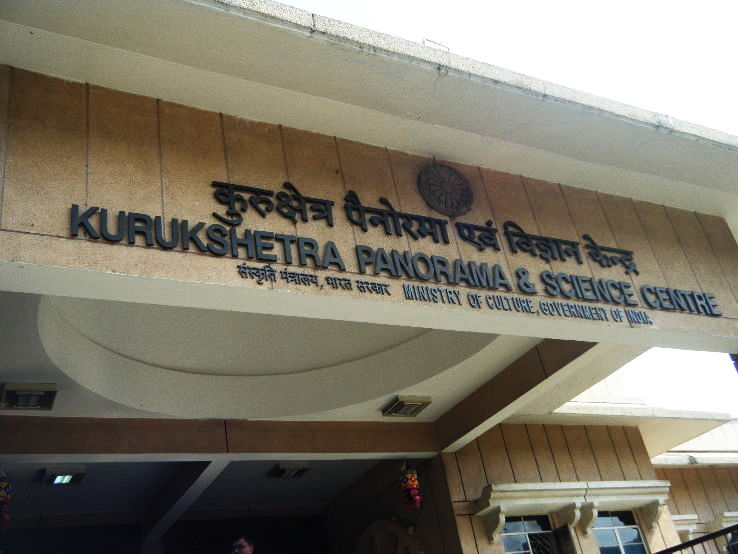 कुरुक्षेत्र पैनोरमा एवं विज्ञान केन्द्र
KURUKSHETRA PANORAMA & SCIENCE CENTRE
संस्कृति मंत्रालय, भारत सरकार MINISTRY OF CULTURE, GOVERNMENT OF INDIA